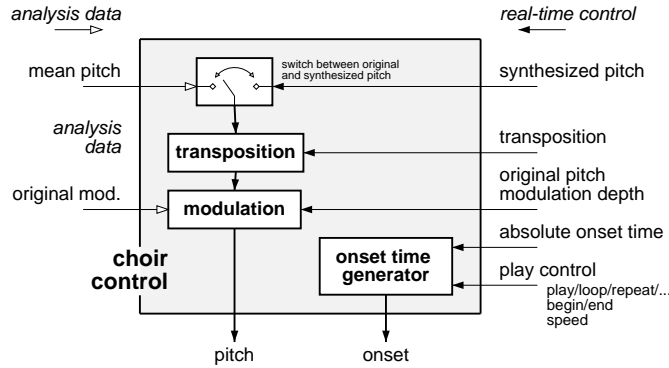 analysis data
real-time control
mean pitch
switch between original
and synthesized pitch
synthesized pitch
analysis
data
transposition
transposition
original pitch
modulation depth
original mod.
modulation
absolute onset time
choir
control
onset time
generator
play control
play/loop/repeat/...
begin/end
speed
pitch
onset